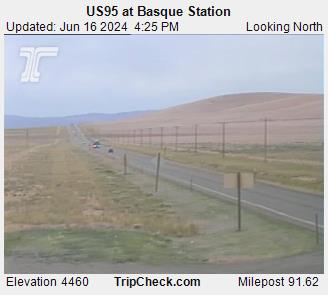 US95 at Basque Station
Updated: Jun 16 2024 4:25 PM Looking North
Elevation 4460 TripCheck.com Milepost 91.62